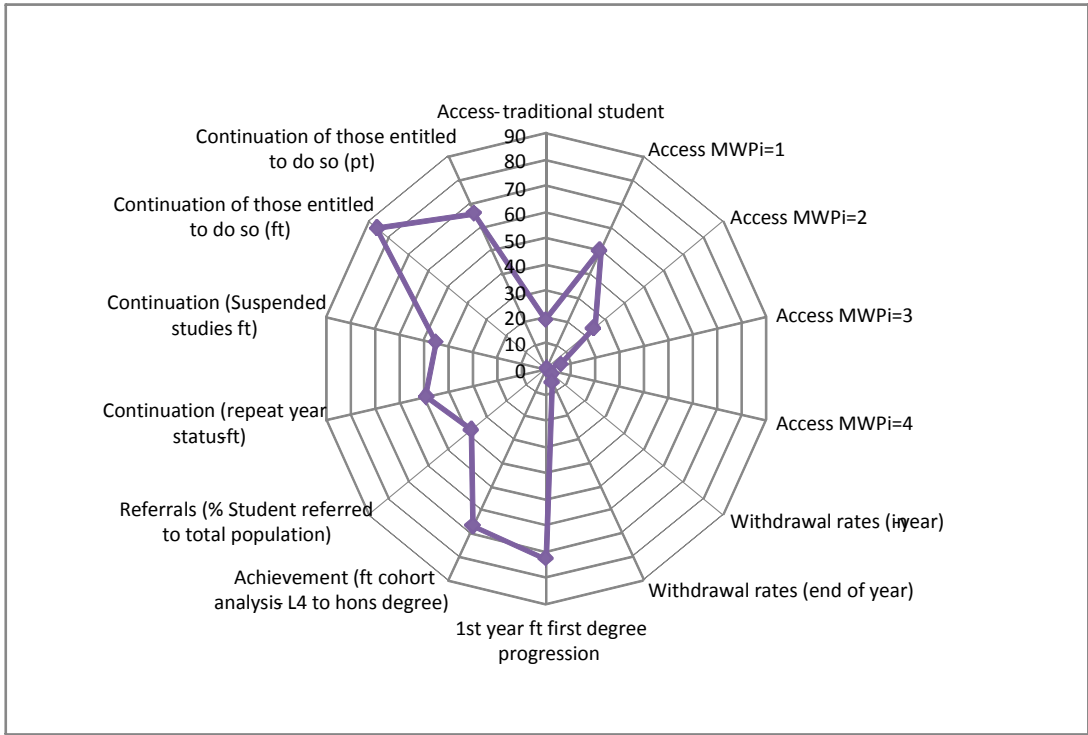 Access- traditional student
Access MWPi=1
Access MWPi=2
Access MWPi=3
Access MWPi=4
Withdrawal rates (in-year)
Withdrawal rates (end of year)
1st year ft first degree
progression
Achievement (ft cohort
analysis- L4 to hons degree)
Referrals (% Student referred
to total population)
Continuation (repeat year
status-ft)
Continuation (Suspended
studies ft)
Continuation of those entitled
to do so (ft)
Continuation of those entitled
to do so (pt)
90
80
70
60
50
40
30
20
10
0